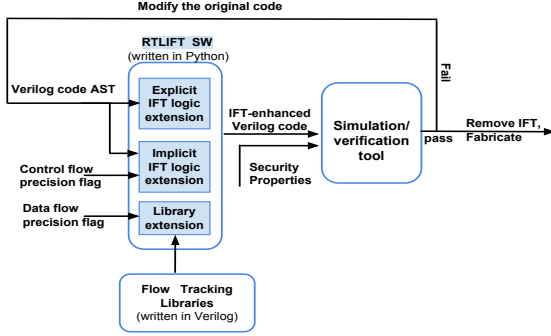 Modify the original code
RTLIFT SW
(written in Python)
Verilog code AST
Explicit
IFT logic
extension
Fail
IFT-enhanced
Verilog code
Simulation/
verification
tool
Remove IFT,
Fabricate
pass
Implicit
IFT logic
extension
Control flow
precision flag
Security
Properties
Data flow
precision flag
Library
extension
Flow Tracking
Libraries
(written in Verilog)